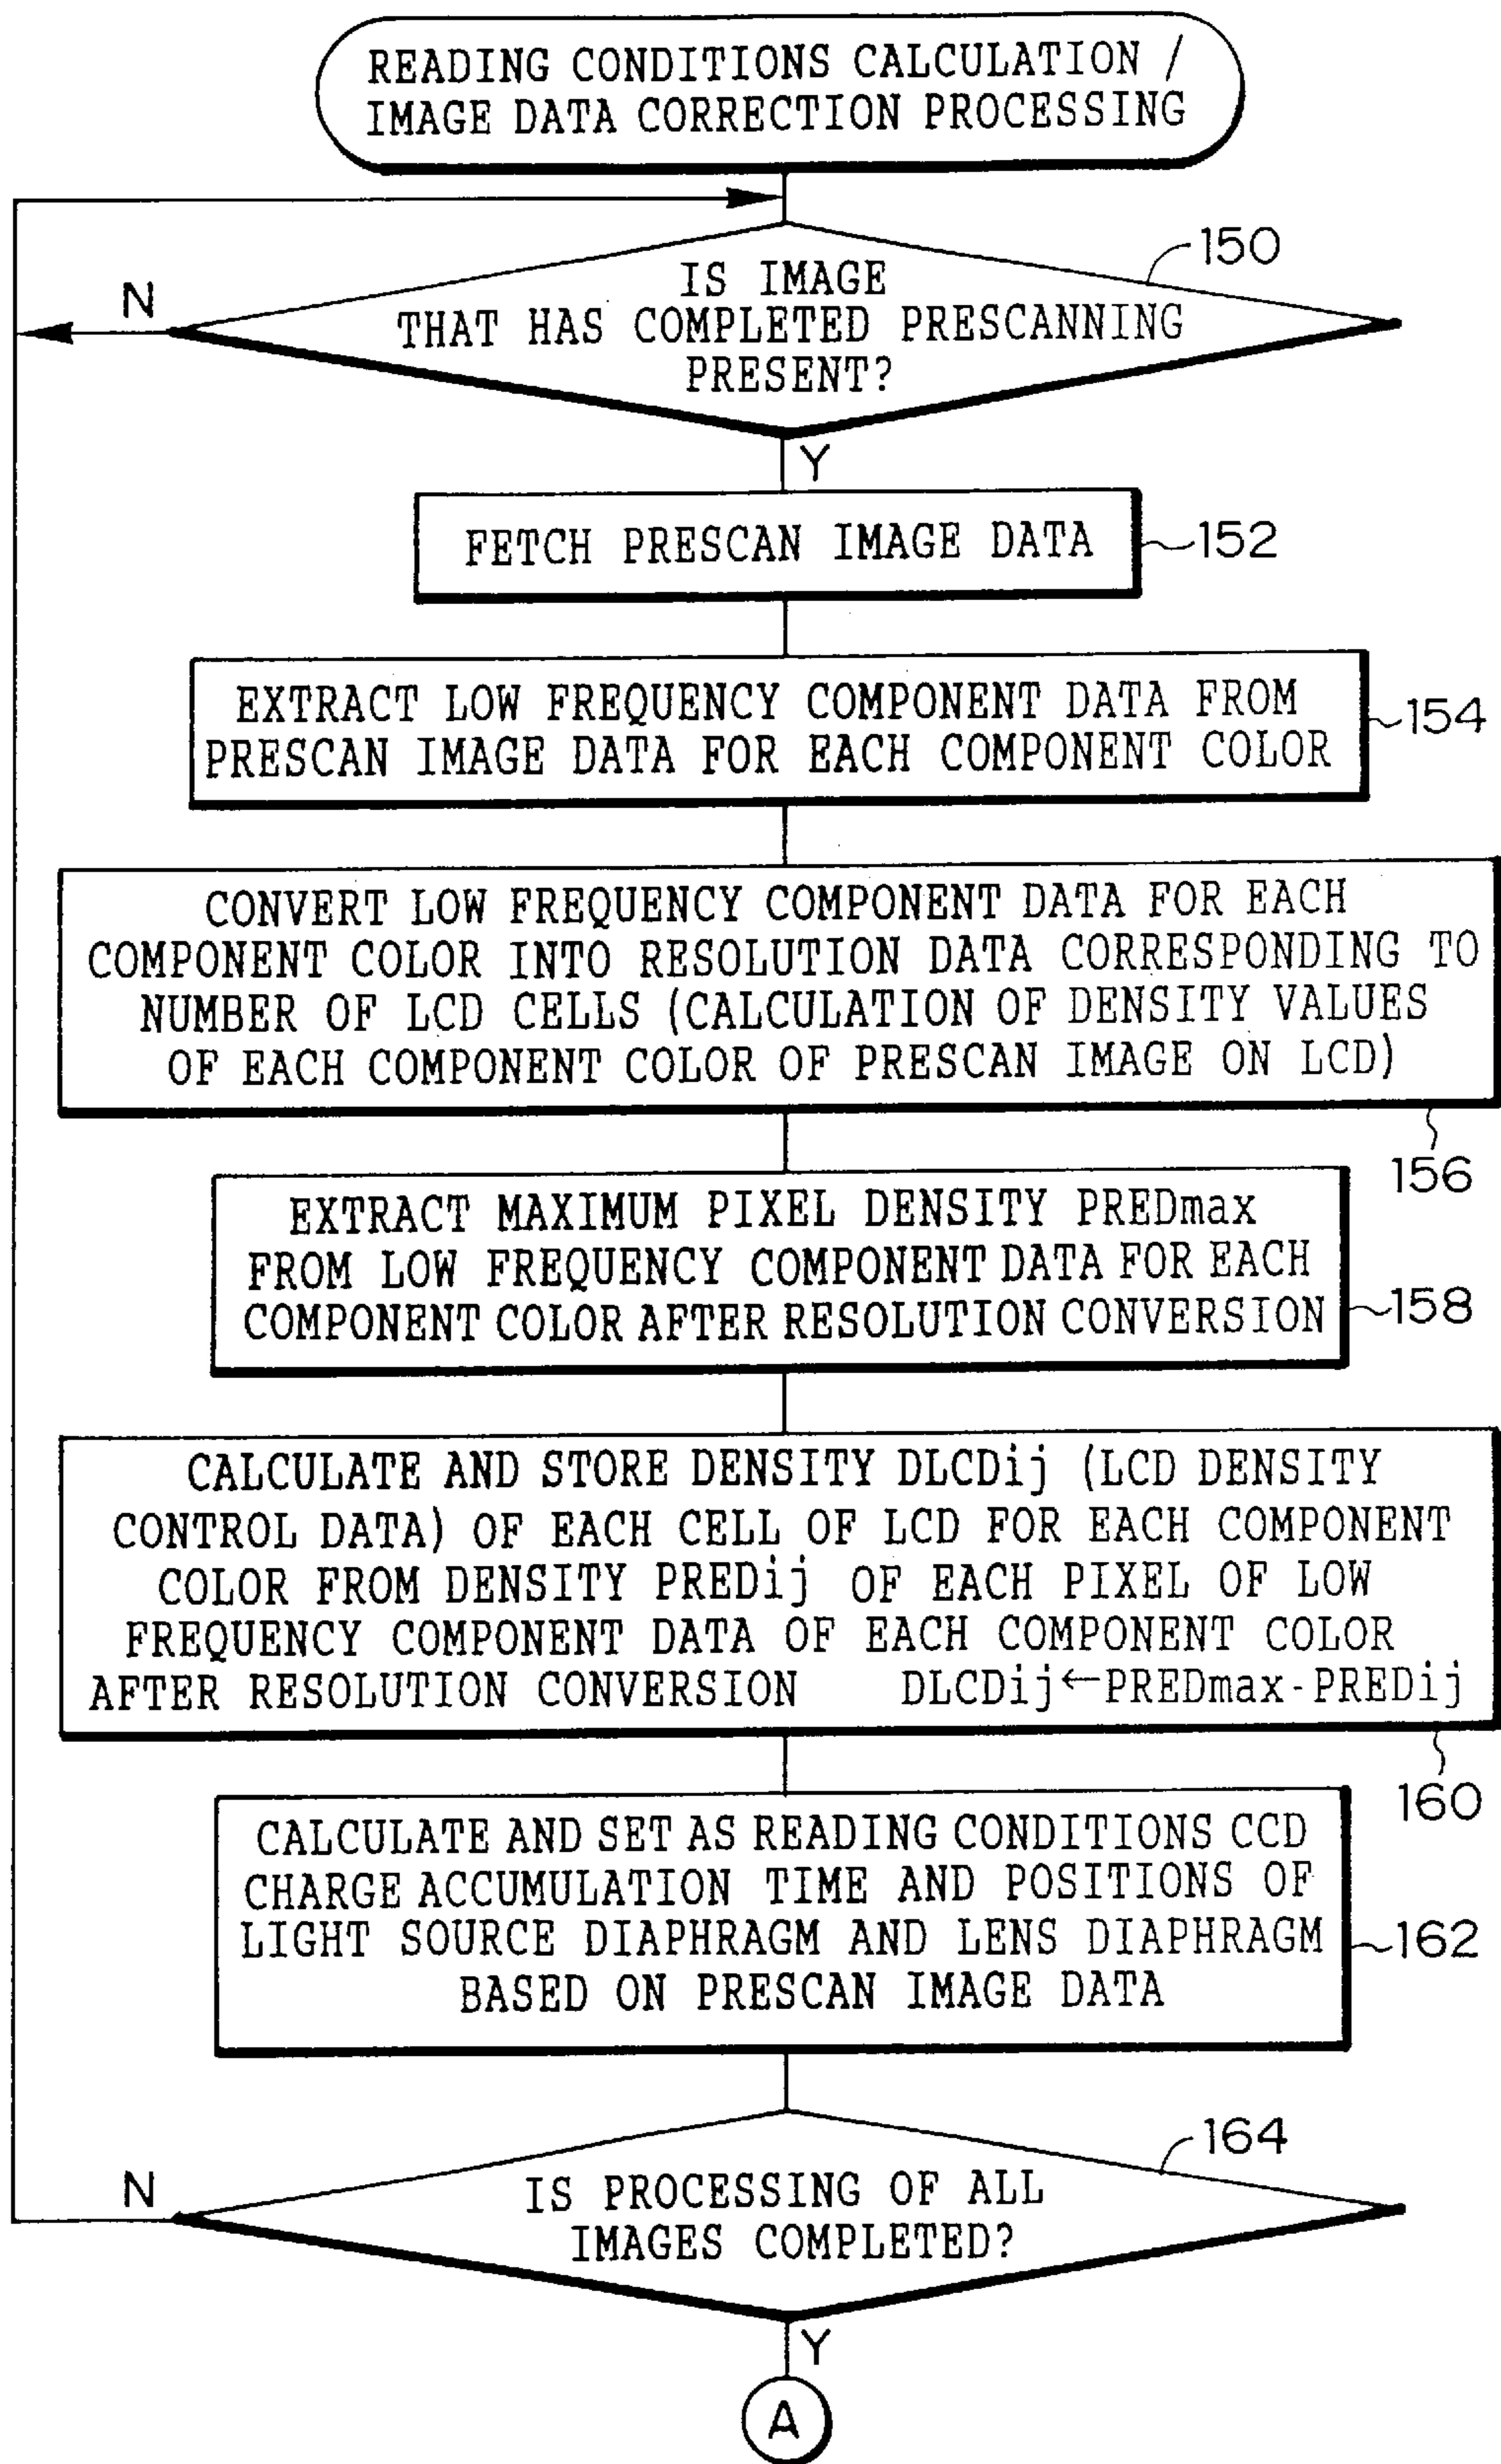 READING CONDITIONS CALCULATION /
IMAGE DATA CORRECTION PROCESSING
150
N
IS IMAGE
THAT HAS COMPLETED PRESCANNING
PRESENT?
Y
FETCH PRESCAN IMAGE DATA
152
EXTRACT LOW FREQUENCY COMPONENT DATA FROM
PRESCAN IMAGE DATA FOR EACH COMPONENT COLOR
154
CONVERT LOW FREQUENCY COMPONENT DATA FOR EACH
COMPONENT COLOR INTO RESOLUTION DATA CORRESPONDING TO
NUMBER OF LCD CELLS (CALCULATION OF DENSITY VALUES
OF EACH COMPONENT COLOR OF PRESCAN IMAGE ON LCD)
156
EXTRACT MAXIMUM PIXEL DENSITY PREDmax
FROM LOW FREQUENCY COMPONENT DATA FOR EACH
COMPONENT COLOR AFTER RESOLUTION CONVERSION
158
CALCULATE AND STORE DENSITY DLCDij (LCD DENSITY
CONTROL DATA) OF EACH CELL OF LCD FOR EACH COMPONENT
COLOR FROM DENSITY PREDij OF EACH PIXEL OF LOW
FREQUENCY COMPONENT DATA OF EACH COMPONENT COLOR
AFTER RESOLUTION CONVERSION DLCDij←PREDmax-PREDij
160
CALCULATE AND SET AS READING CONDITIONS CCD
CHARGE ACCUMULATION TIME AND POSITIONS OF
LIGHT SOURCE DIAPHRAGM AND LENS DIAPHRAGM
BASED ON PRESCAN IMAGE DATA
162
164
N
IS PROCESSING OF ALL
IMAGES COMPLETED?
Y
A